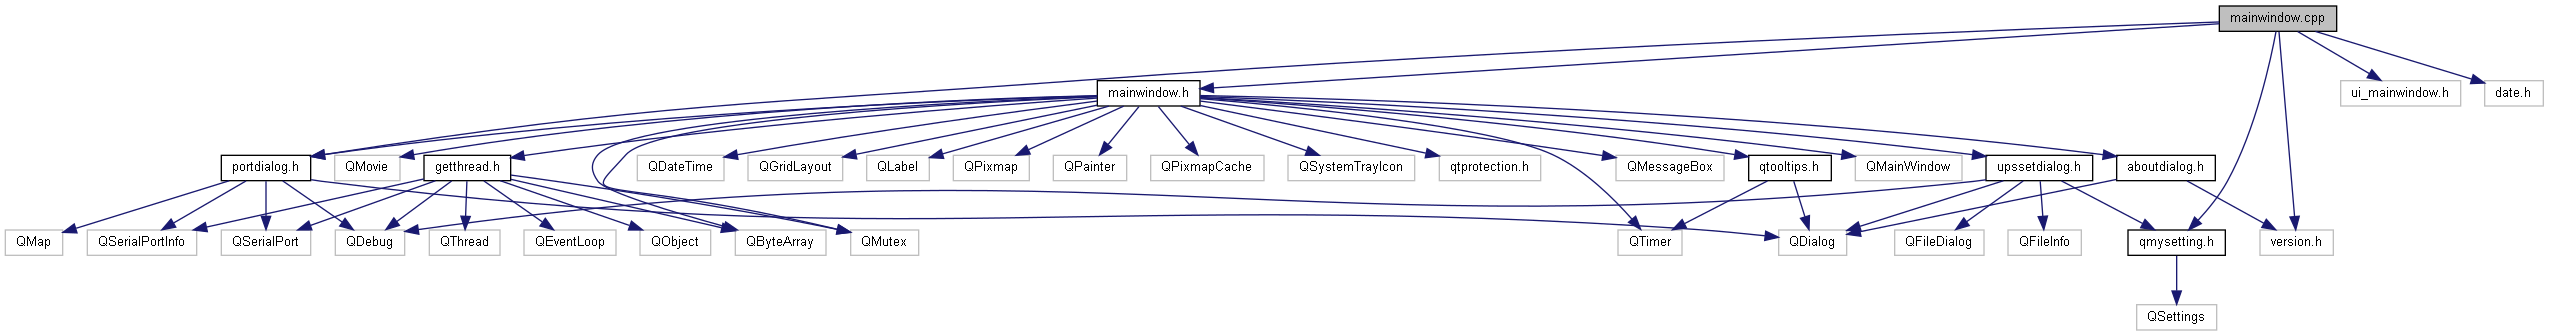 mainwindow.cpp
mainwindow.h
ui_mainwindow.h
date.h
portdialog.h
QMovie
getthread.h
QDateTime
QGridLayout
QLabel
QPixmap
QPainter
QPixmapCache
QSystemTrayIcon
qtprotection.h
QMessageBox
qtooltips.h
QMainWindow
upssetdialog.h
aboutdialog.h
QMap
QSerialPortInfo
QSerialPort
QDebug
QThread
QEventLoop
QObject
QByteArray
QMutex
QTimer
QDialog
QFileDialog
QFileInfo
qmysetting.h
version.h
QSettings